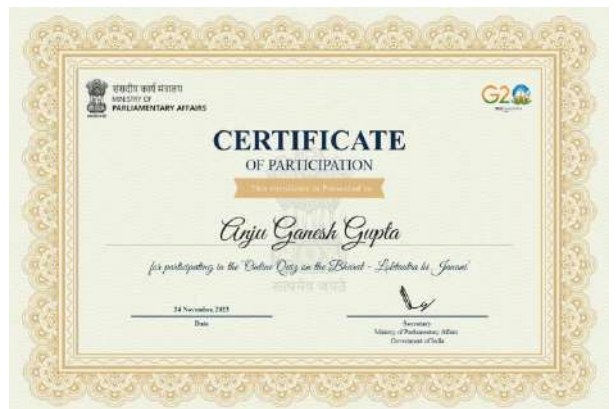 संसदीय कार्य मंत्रालय
MINISTRY OF
PARLIAMENTARY AFFAIRS
G20
CERTIFICATE
OF PARTICIPATION
This certificate is Presented to
Anju Ganesh Gupta
for participating in the 'Online Quiz on the Bharat - Loktantra ki Janani'
सत्यमेव जयते
24 November, 2023
Date
Secretary
Ministry of Parliamentary Affairs
Government of India